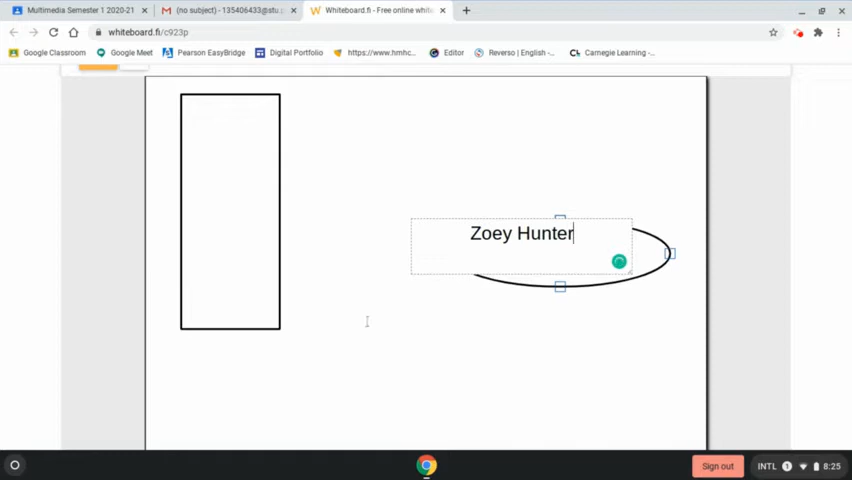 Multimedia Semester 1 2020-21
(no subject) - 135406433@stu.p
Whiteboard.fi - Free online white
whiteboard.fi/c923p
Google Classroom
Google Meet
Pearson EasyBridge
Digital Portfolio
https://www.hmhc...
Editor
Reverso | English -...
Carnegie Learning -...
Zoey Hunter
Sign out
INTL
1
8:25